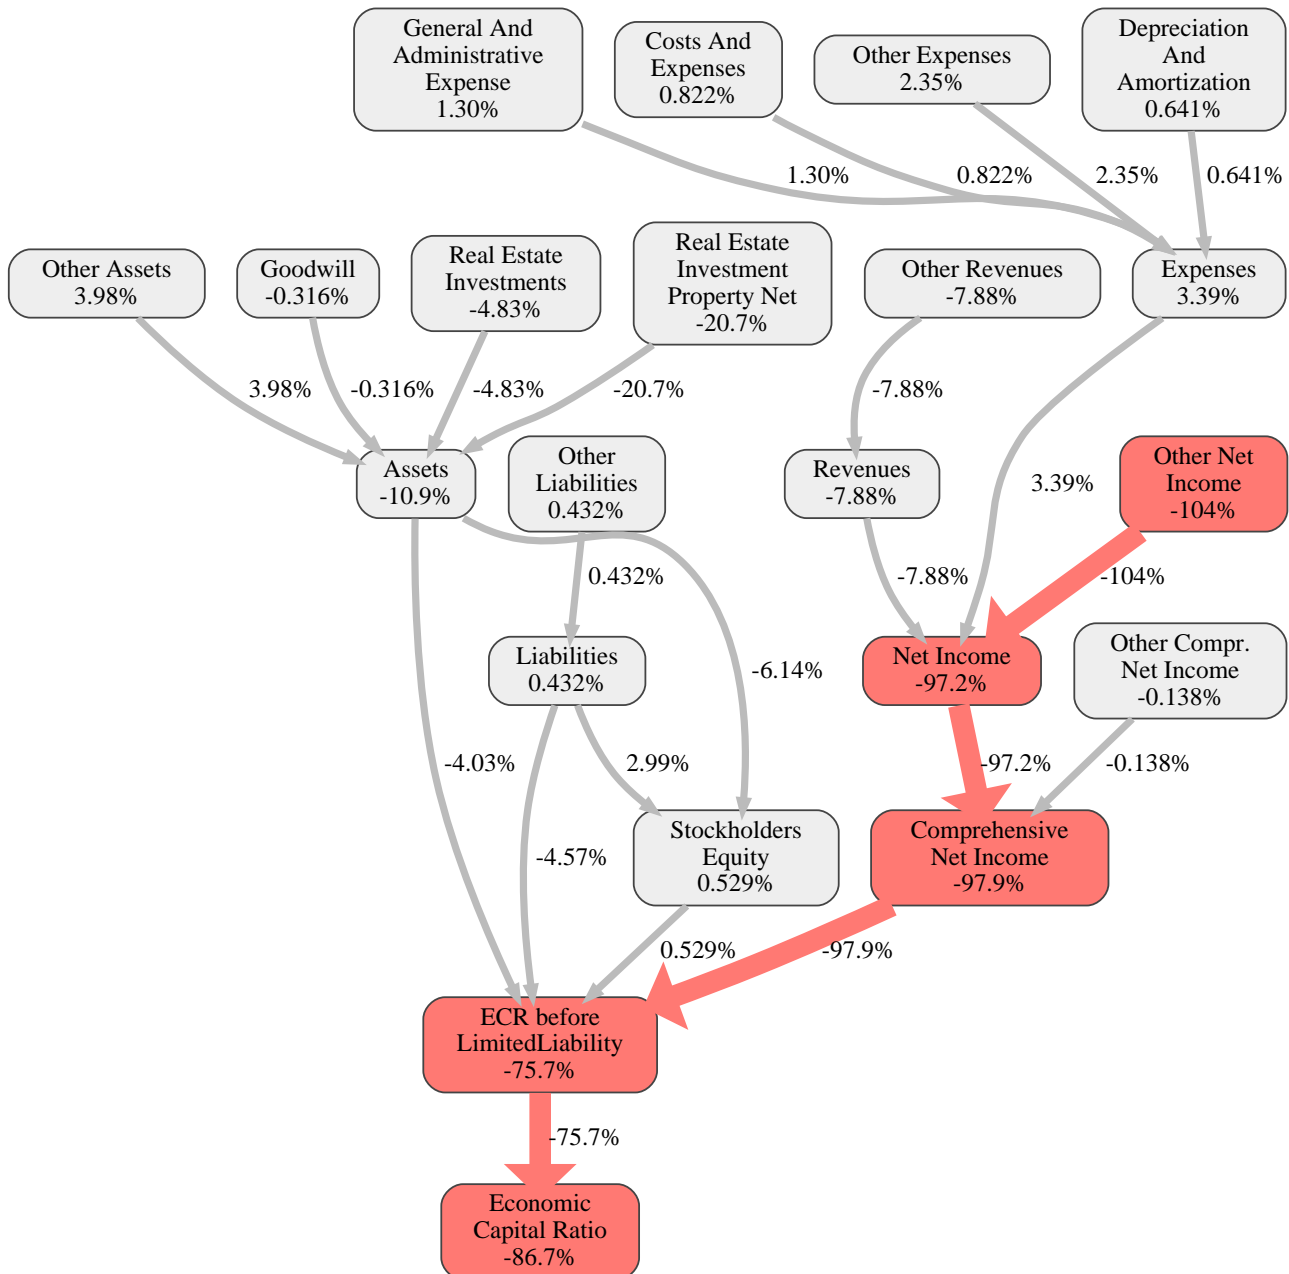 General And
Administrative
Expense
1.30%
Costs And
Expenses
0.822%
Other Expenses
2.35%
Depreciation
And
Amortization
0.641%
1.30%
0.822%
2.35%
0.641%
Other Assets
3.98%
Goodwill
-0.316%
Real Estate
Investments
-4.83%
Real Estate
Investment
Property Net
-20.7%
Other Revenues
-7.88%
Expenses
3.39%
3.98%
-0.316%
-4.83%
-20.7%
-7.88%
Assets
-10.9%
Other
Liabilities
0.432%
Revenues
-7.88%
3.39%
Other Net
Income
-104%
0.432%
-7.88%
-104%
Liabilities
0.432%
-6.14%
Net Income
-97.2%
Other Compr.
Net Income
-0.138%
-4.03%
2.99%
-97.2%
-0.138%
-4.57%
Stockholders
Equity
0.529%
Comprehensive
Net Income
-97.9%
0.529%
-97.9%
ECR before
LimitedLiability
-75.7%
-75.7%
Economic
Capital Ratio
-86.7%